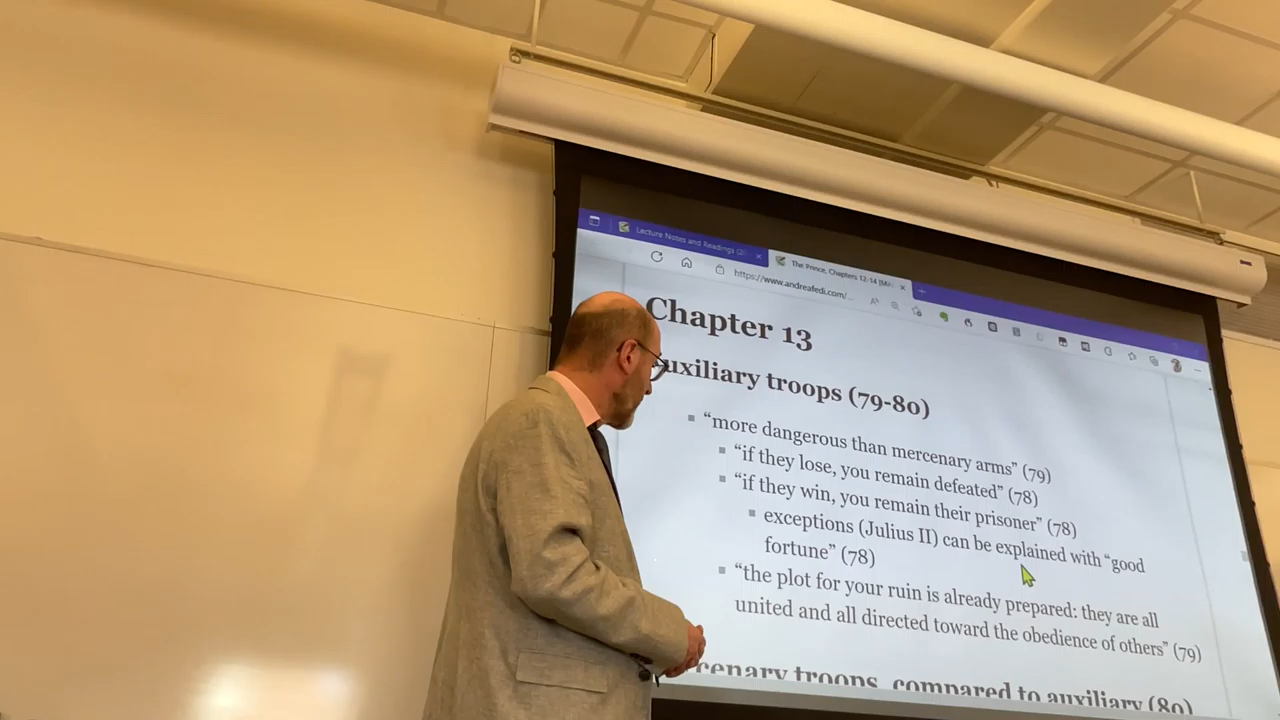 Lecture Notes and Readings (2
The Prince, Chapters 12-14 [MA
https://www.andreafedi.com/...
Chapter 13
uxiliary troops (79-80)
“more dangerous than mercenary arms” (79)
“if they lose, you remain defeated” (78)
“if they win, you remain their prisoner” (78)
exceptions (Julius II) can be explained with “good
fortune” (78)
“the plot for your ruin is already prepared: they are all
united and all directed toward the obedience of others” (79)
cenary troops, compared to auxiliary (80)